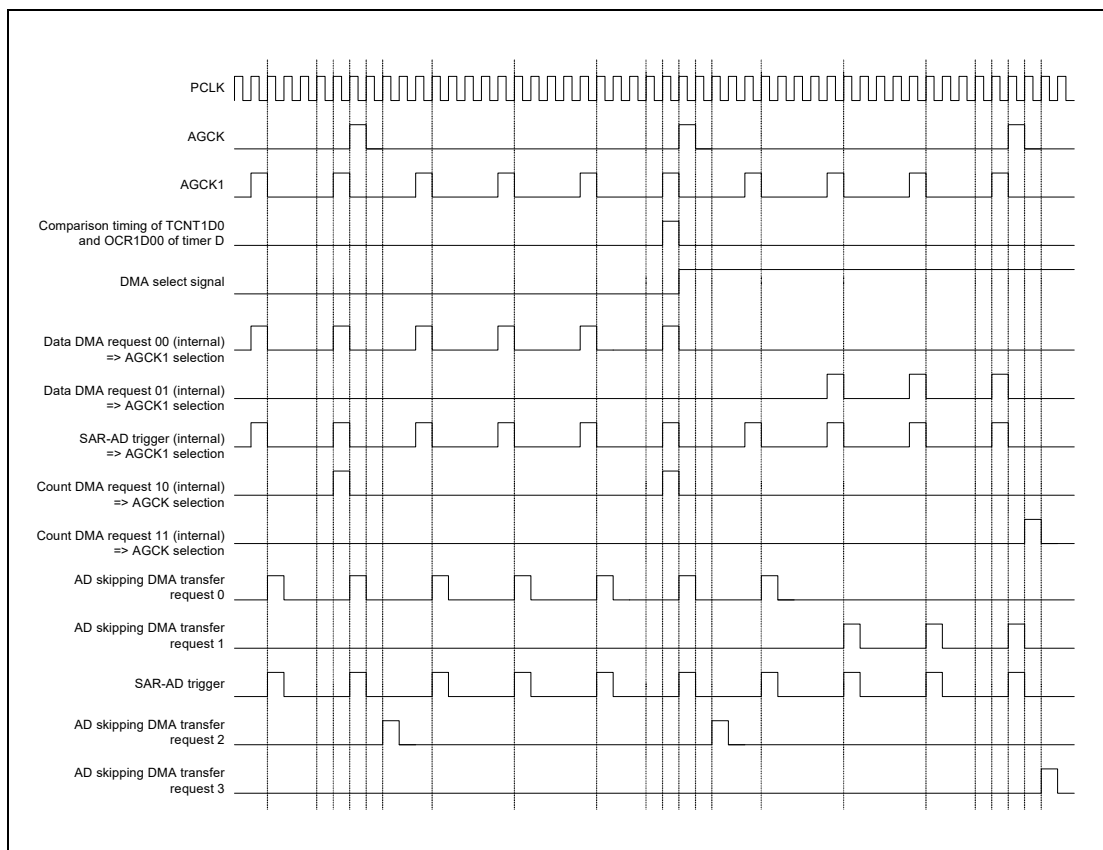 PCLK
AGCK
AGCK1
Comparison timing of TCNT1D0
and OCR1D00 of timer D
DMA select signal
Data DMA request 00 (internal)
=> AGCK1 selection
Data DMA request 01 (internal)
=> AGCK1 selection
SAR-AD trigger (internal)
=> AGCK1 selection
Count DMA request 10 (internal)
=> AGCK selection
Count DMA request 11 (internal)
=> AGCK selection
AD skipping DMA transfer
request 0
AD skipping DMA transfer
request 1
SAR-AD trigger
AD skipping DMA transfer
request 2
AD skipping DMA transfer
request 3